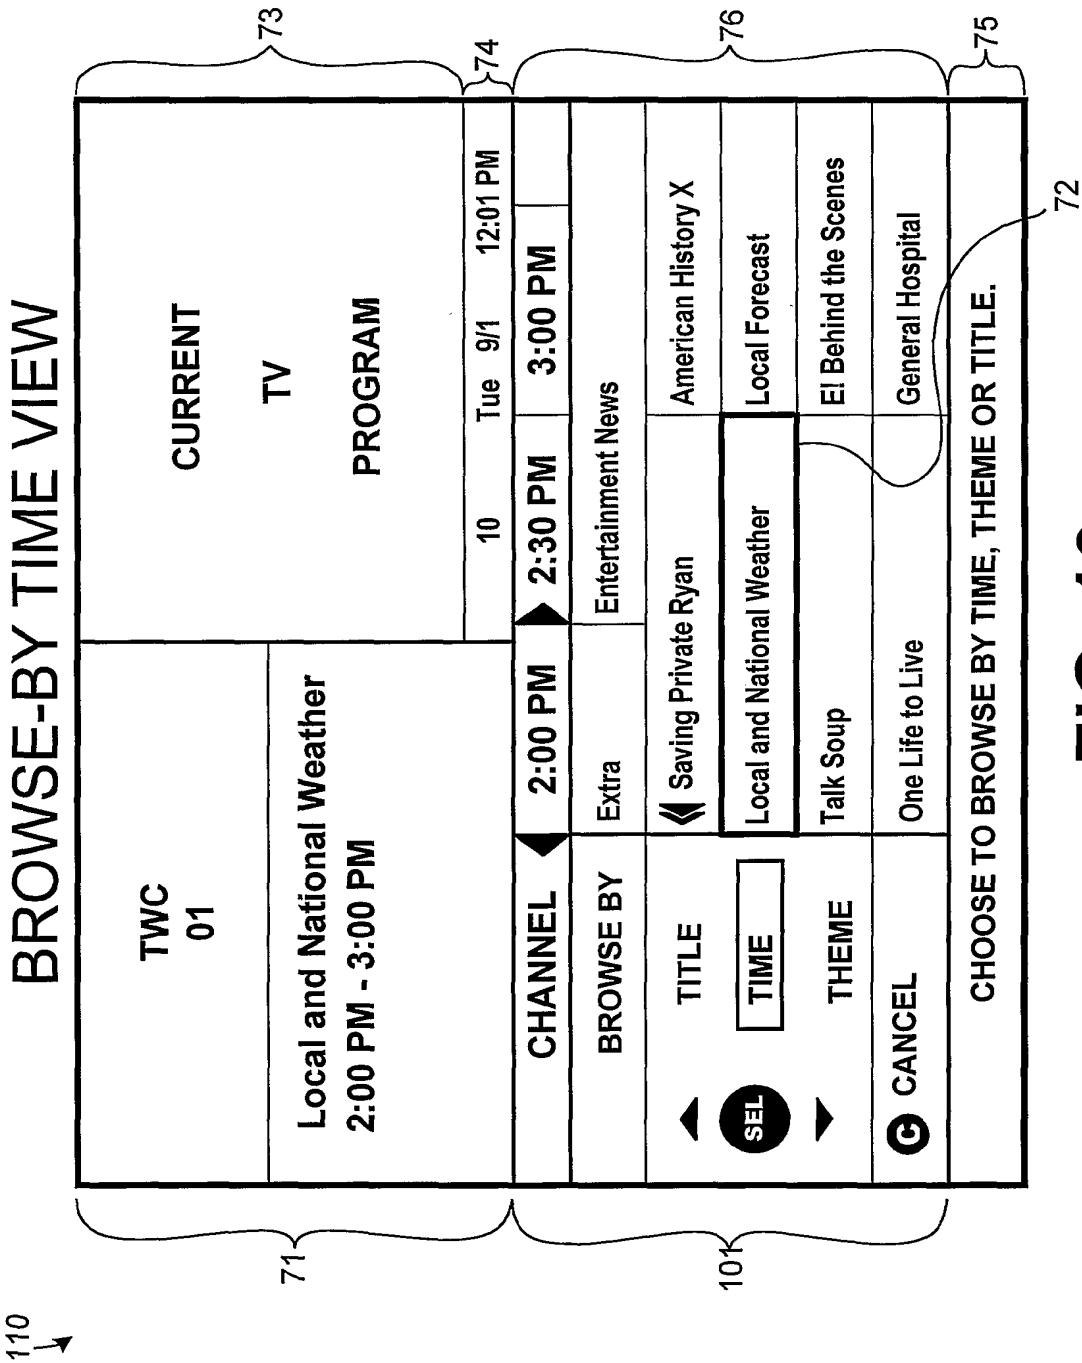 110
BROWSE-BY TIME VIEW
71
TWC
01
Local and National Weather
2:00 PM - 3:00 PM
CURRENT
TV
PROGRAM
73
10 Tue 9/1 12:01 PM
74
CHANNEL 2:00 PM 2:30 PM 3:00 PM
101
76
BROWSE BY
Extra Entertainment News
TITLE
Saving Private Ryan American History X
SEL
TIME
Local and National Weather Local Forecast
THEME
Talk Soup E! Behind the Scenes
C CANCEL
One Life to Live General Hospital
CHOOSE TO BROWSE BY TIME, THEME OR TITLE.
75
72